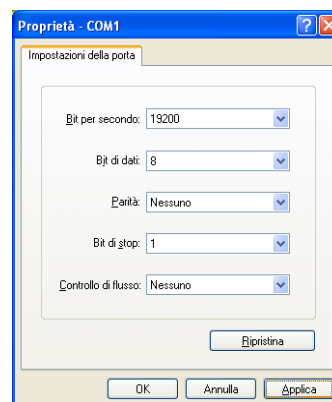 Proprietà - COM1
Impostazioni della porta
Bit per secondo: 19200
Bit di dati: 8
Parità: Nessuno
Bit di stop: 1
Controllo di flusso: Nessuno
Ripristina
OK Annulla Applica